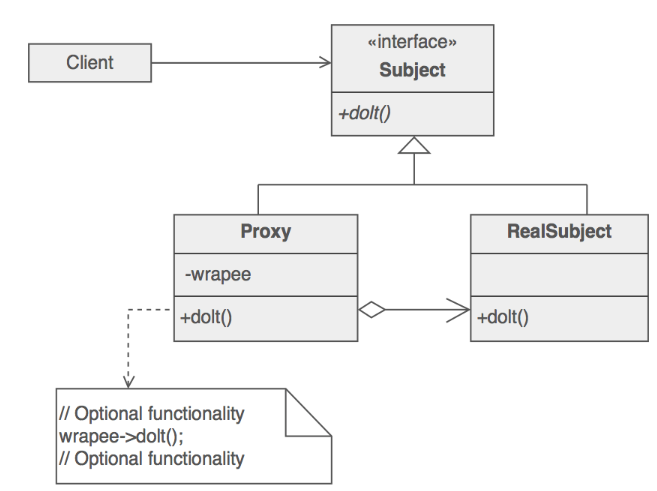 Client
«interface»
Subject
+doIt()
Proxy
-wrapee
+doIt()
RealSubject
+doIt()
// Optional functionality
wrapee->doIt();
// Optional functionality